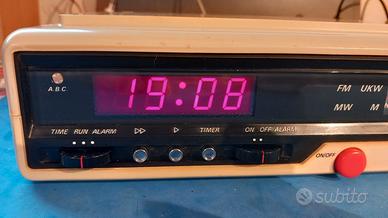 19:08
A.B.C.
FM UKW
MW M
TIME RUN ALARM
TIMER
ON OFF/ALARM
ON/OFF
subito